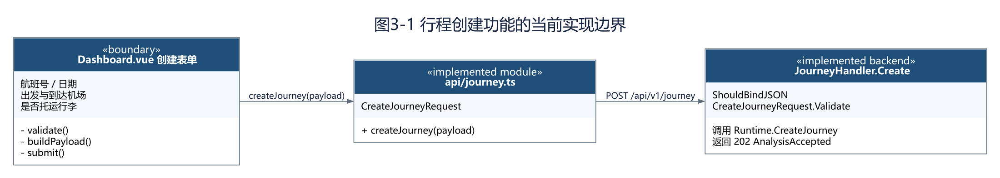 图3-1 行程创建功能的当前实现边界
«boundary»
Dashboard.vue 创建表单
航班号 / 日期
出发与到达机场
是否托运行李
- validate()
- buildPayload()
- submit()
createJourney(payload)
«implemented module»
api/journey.ts
CreateJourneyRequest
+ createJourney(payload)
POST /api/v1/journey
«implemented backend»
JourneyHandler.Create
ShouldBindJSON
CreateJourneyRequest.Validate
调用 Runtime.CreateJourney
返回 202 AnalysisAccepted